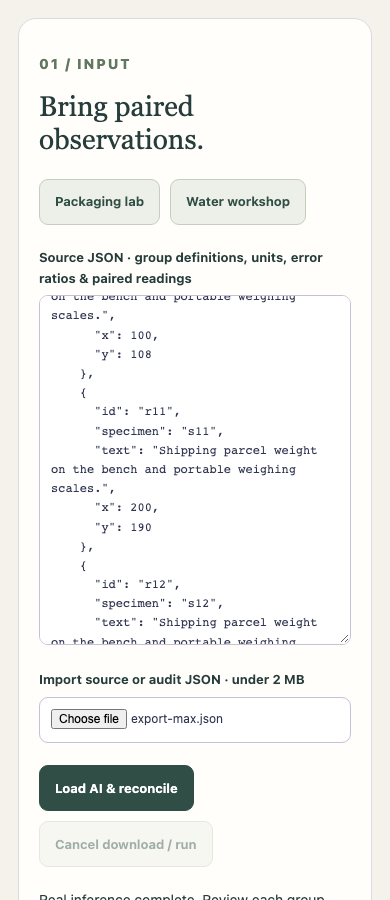 01 / INPUT
Bring paired
observations.
Packaging lab
Water workshop
Source JSON · group definitions, units, error
ratios & paired readings
on the bench and portable weighing
scales.",
"x": 100,
"y": 108
},
{
"id": "r11",
"specimen": "s11",
"text": "Shipping parcel weight
on the bench and portable weighing
scales.",
"x": 200,
"y": 190
},
{
"id": "r12",
"specimen": "s12",
"text": "Shipping parcel weight
on the bench and portable weighing
Import source or audit JSON · under 2 MB
Choose file export-max.json
Load AI & reconcile
Cancel download / run
Real inference complete. Review each group